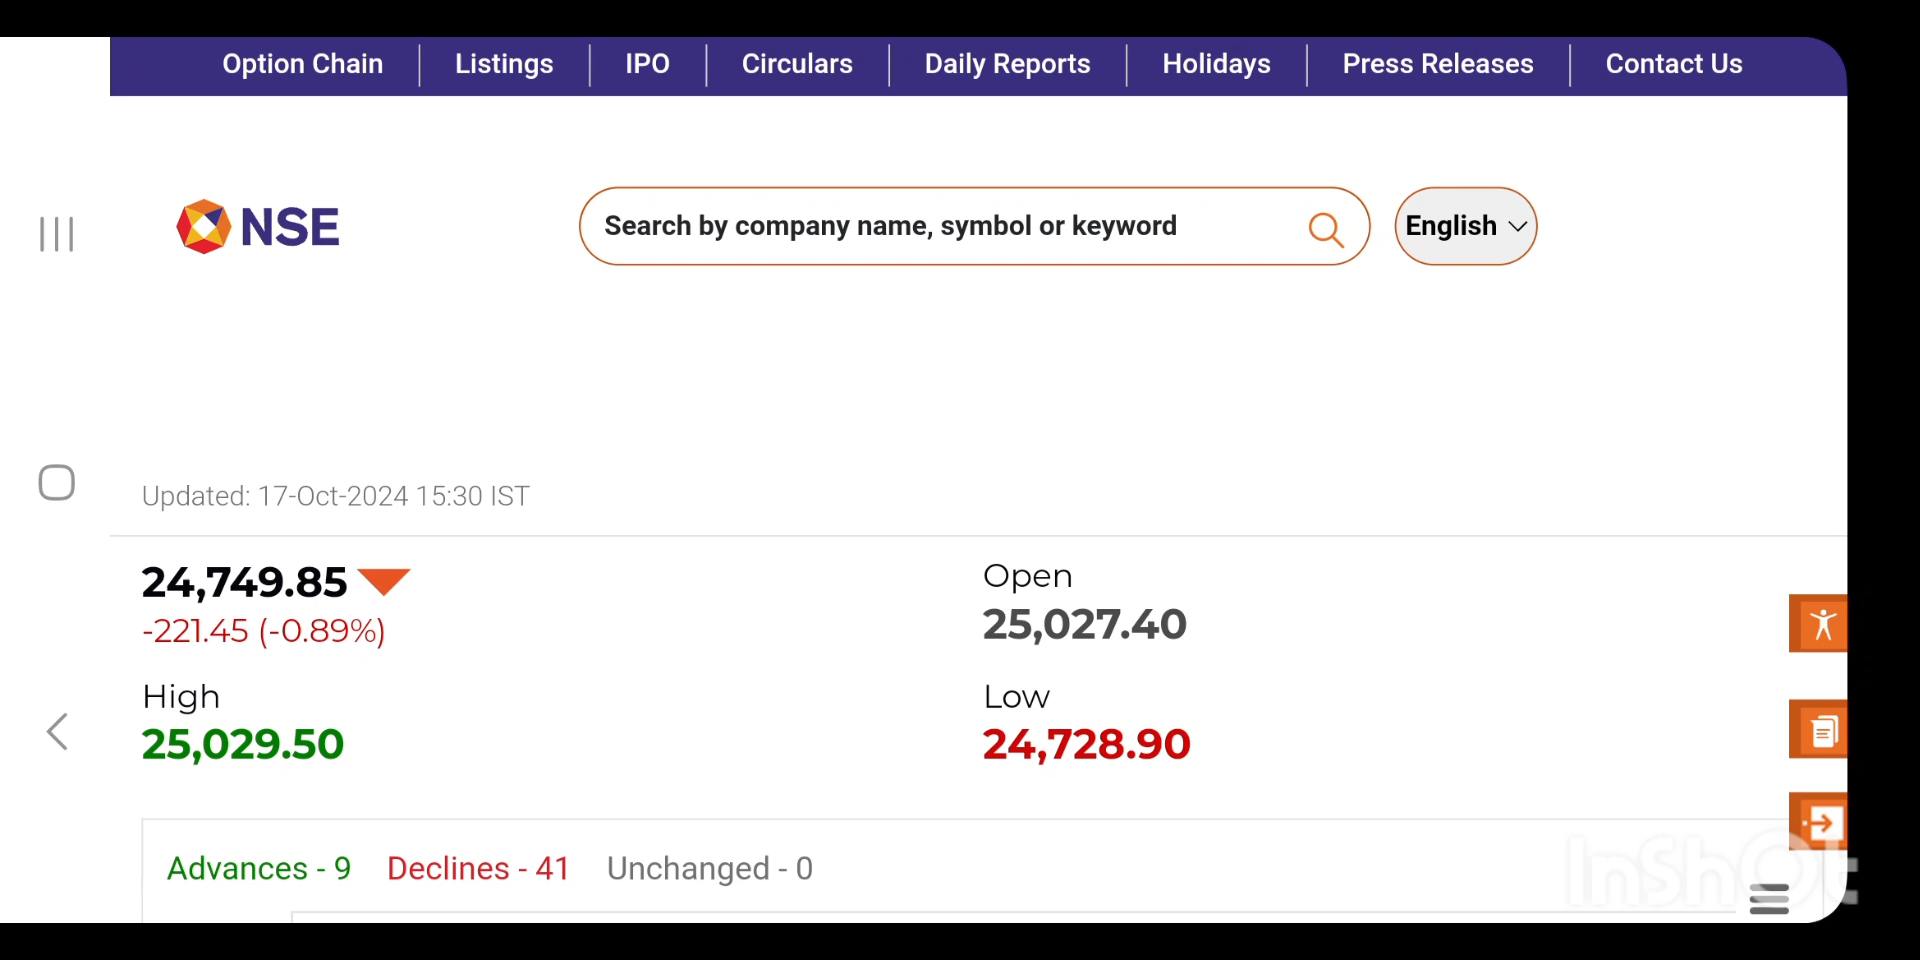 Option Chain Listings IPO Circulars Daily Reports Holidays Press Releases Contact Us
NSE Search by company name, symbol or keyword English
Updated: 17-Oct-2024 15:30 IST
24,749.85 Open
-221.45 (-0.89%) 25,027.40
High Low
25,029.50 24,728.90
Advances - 9 Declines - 41 Unchanged - 0
InShOt